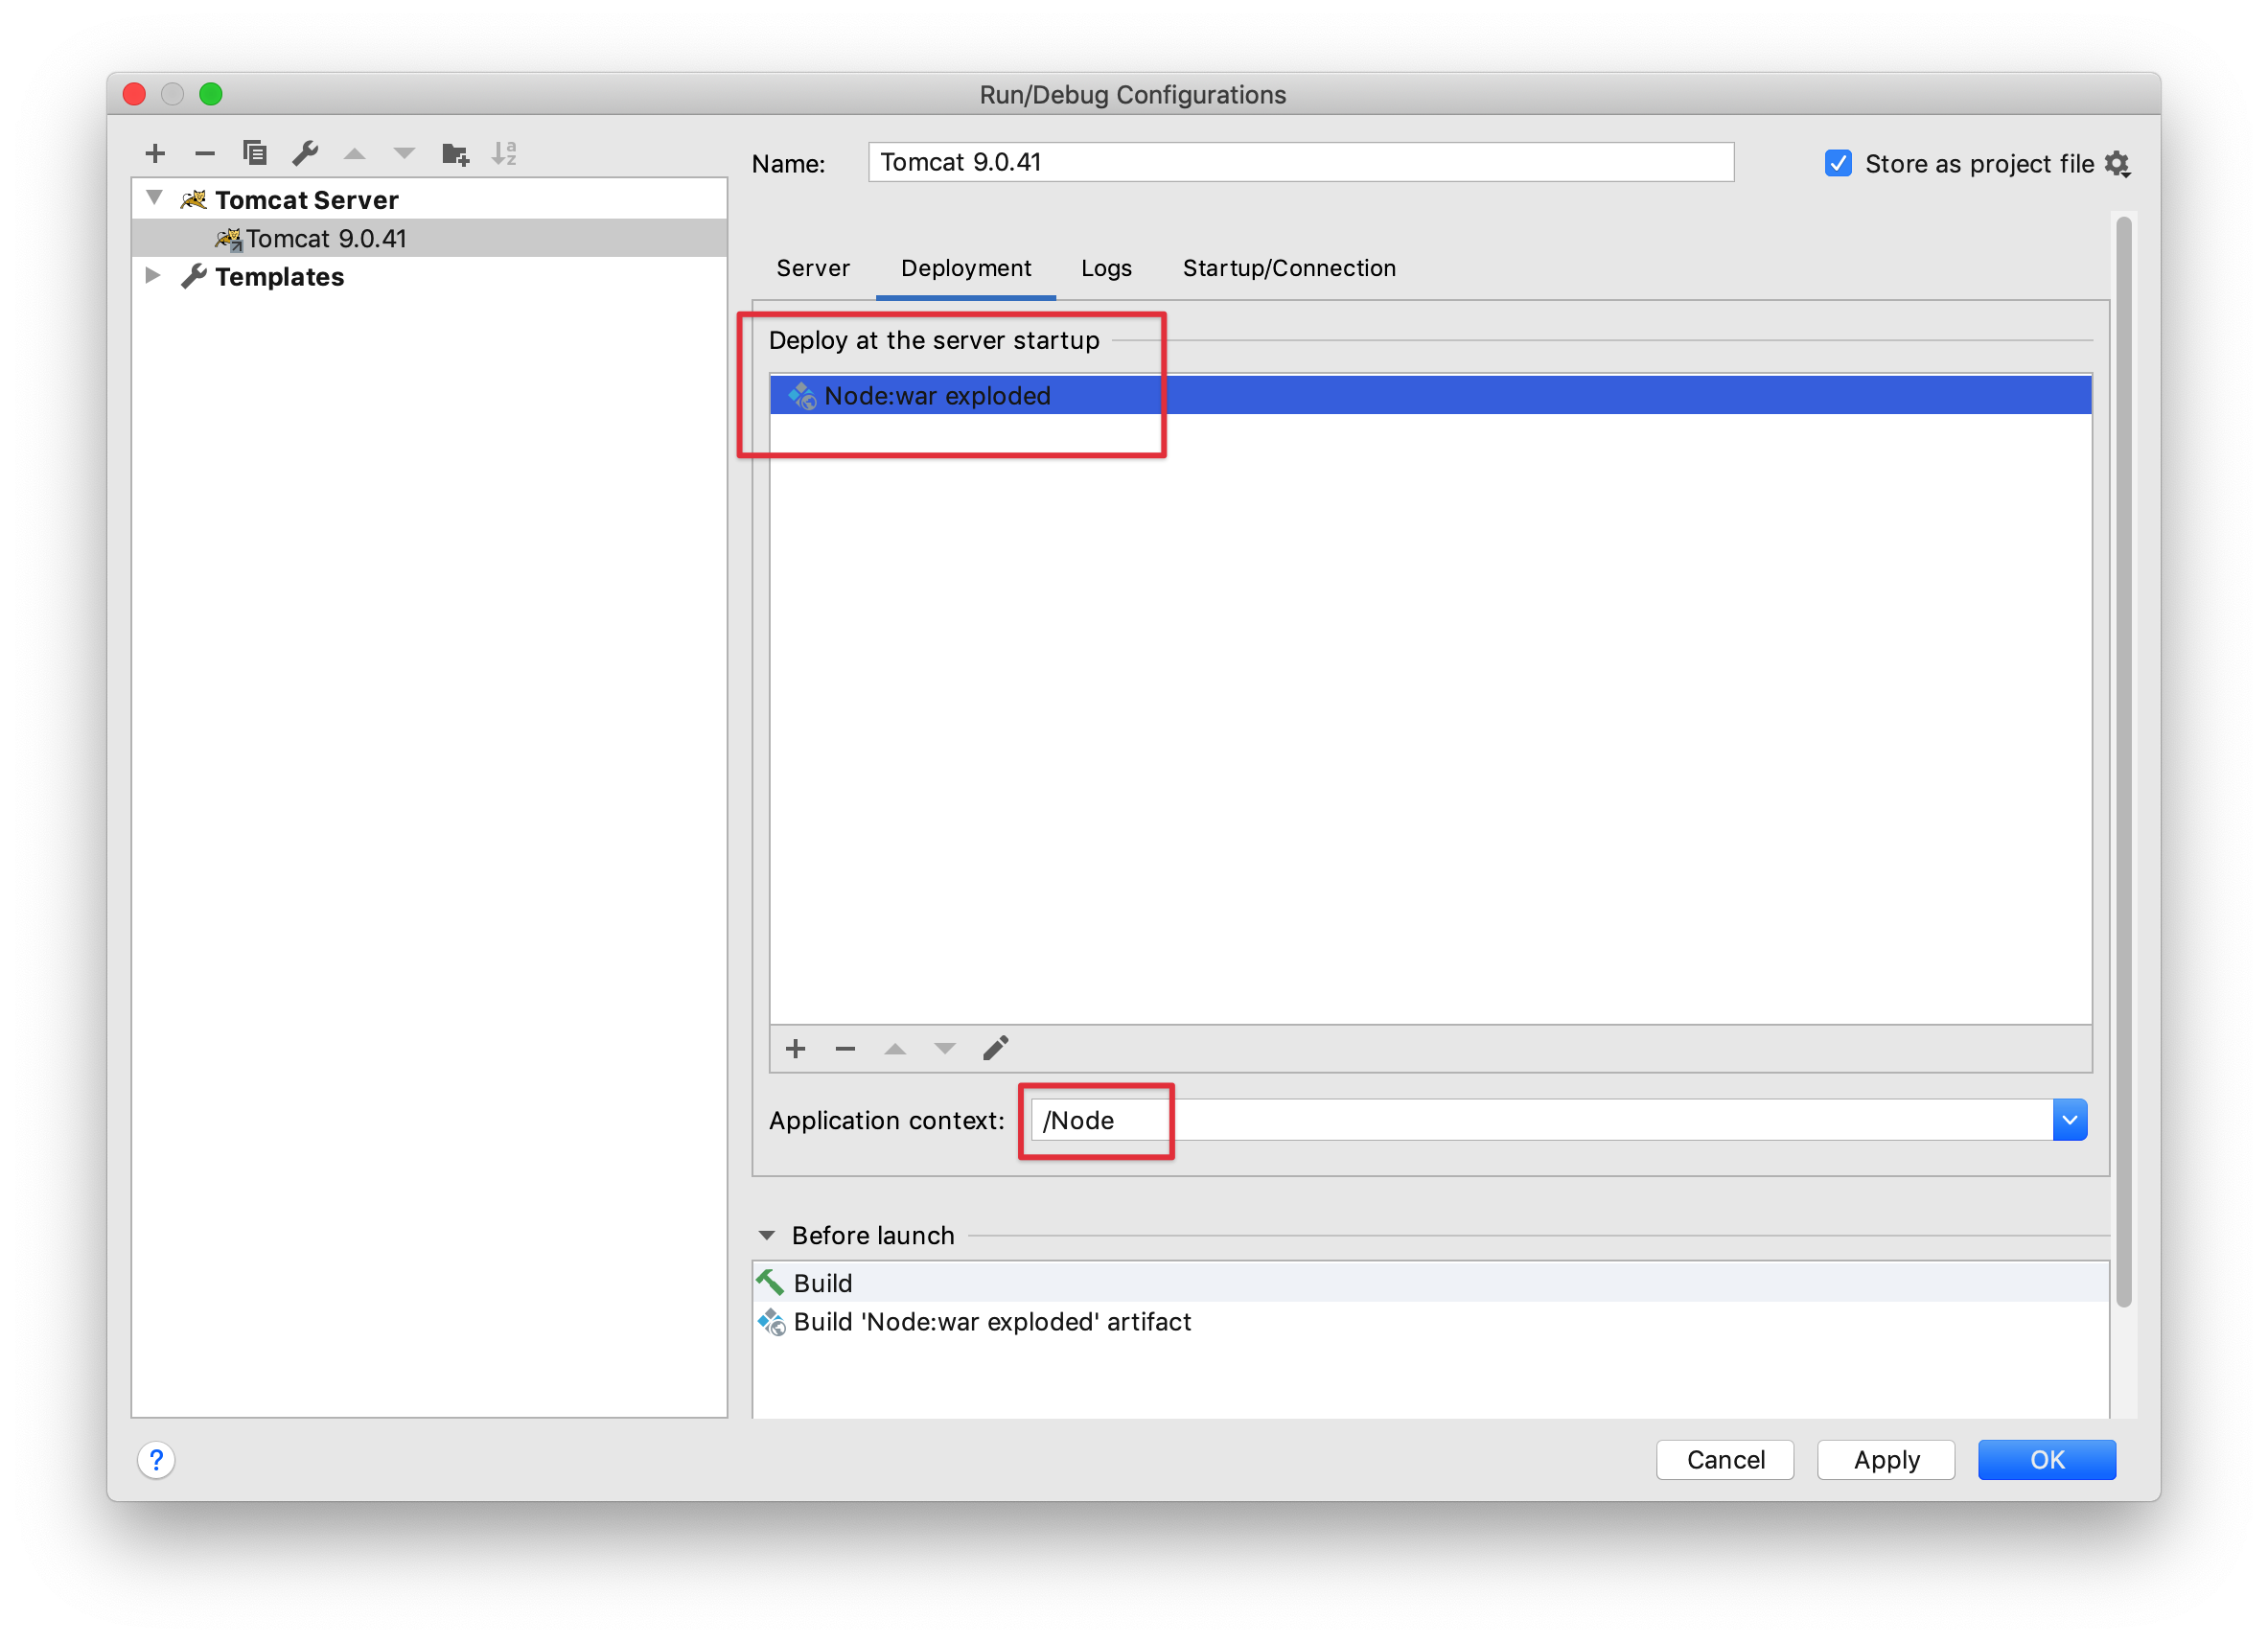 Run/Debug Configurations
Name: Tomcat 9.0.41
Store as project file
Tomcat Server
Tomcat 9.0.41
Templates
Server Deployment Logs Startup/Connection
Deploy at the server startup
Node:war exploded
Application context: /Node
Before launch
Build
Build 'Node:war exploded' artifact
? Cancel Apply OK